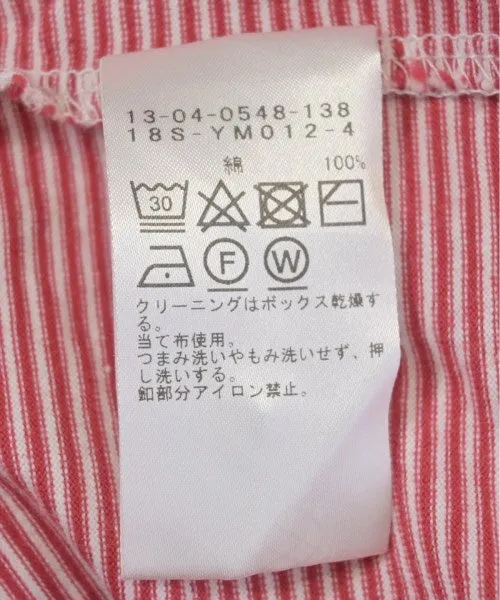 13-04-0548-138
18S-YM012-4
綿 100%
30
F W
クリーニングはボックス乾燥す
る。
当て布使用。
つまみ洗いやもみ洗いせず、押
し洗いする。
釦部分アイロン禁止。